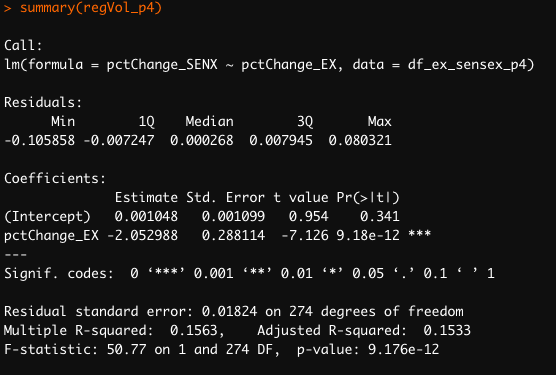 > summary(regVol_p4)

Call:
lm(formula = pctChange_SENX ~ pctChange_EX, data = df_ex_sensex_p4)

Residuals:
      Min        1Q    Median        3Q       Max
-0.105858 -0.007247  0.000268  0.007945  0.080321

Coefficients:
              Estimate Std. Error t value Pr(>|t|)
(Intercept)   0.001048   0.001099   0.954    0.341
pctChange_EX -2.052988   0.288114  -7.126 9.18e-12 ***
---
Signif. codes:  0 ‘***’ 0.001 ‘**’ 0.01 ‘*’ 0.05 ‘.’ 0.1 ‘ ’ 1

Residual standard error: 0.01824 on 274 degrees of freedom
Multiple R-squared:  0.1563,	Adjusted R-squared:  0.1533
F-statistic: 50.77 on 1 and 274 DF,  p-value: 9.176e-12